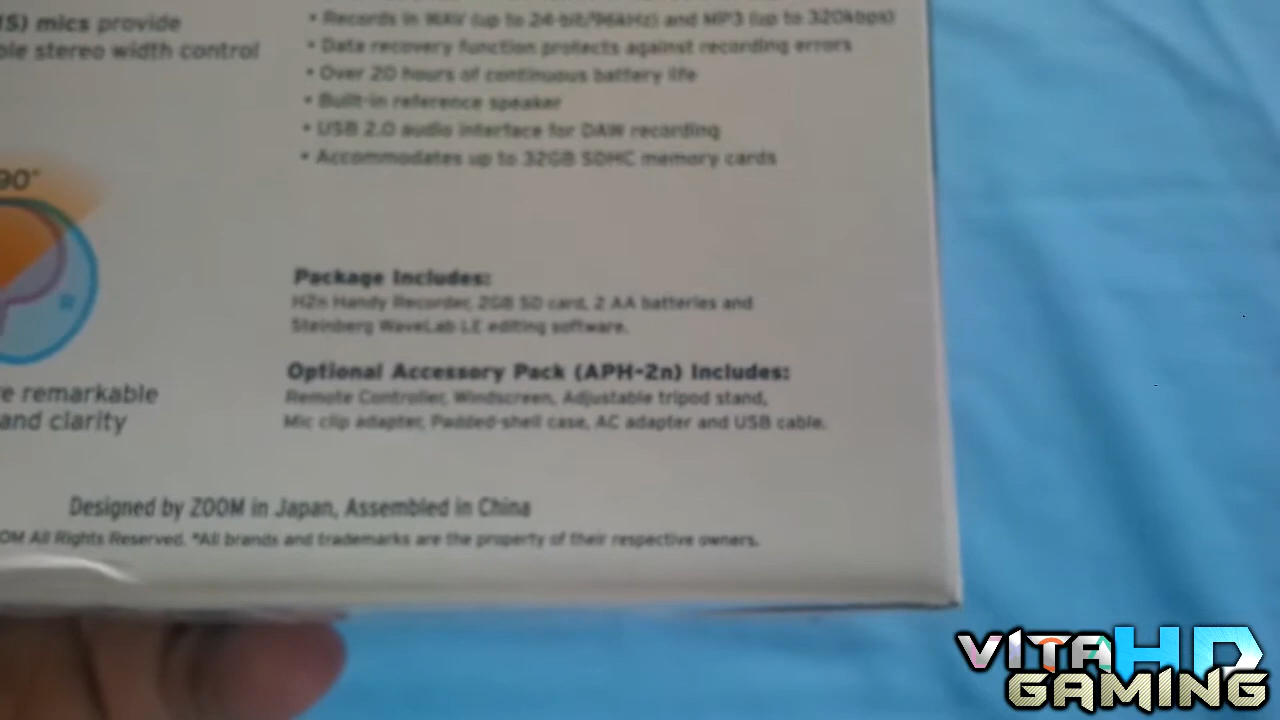 S) mics provide
ble stereo width control
90°
re remarkable
and clarity
• Records in WAV (up to 24-bit/96kHz) and MP3 (up to 320kbps)
• Data recovery function protects against recording errors
• Over 20 hours of continuous battery life
• Built-in reference speaker
• USB 2.0 audio interface for DAW recording
• Accommodates up to 32GB SDHC memory cards
Package Includes:
H2n Handy Recorder, 2GB SD card, 2 AA batteries and
Steinberg WaveLab LE editing software.
Optional Accessory Pack (APH-2n) Includes:
Remote Controller, Windscreen, Adjustable tripod stand,
Mic clip adapter, Padded-shell case, AC adapter and USB cable.
Designed by ZOOM in Japan, Assembled in China
OM All Rights Reserved. *All brands and trademarks are the property of their respective owners.
VITAHD
GAMING